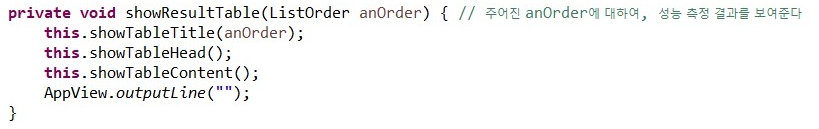 private void showResultTable(ListOrder anOrder) { // 주어진 anOrder에 대하여, 성능 측정 결과를 보여준다
    this.showTableTitle(anOrder);
    this.showTableHead();
    this.showTableContent();
    AppView.outputLine("");
}